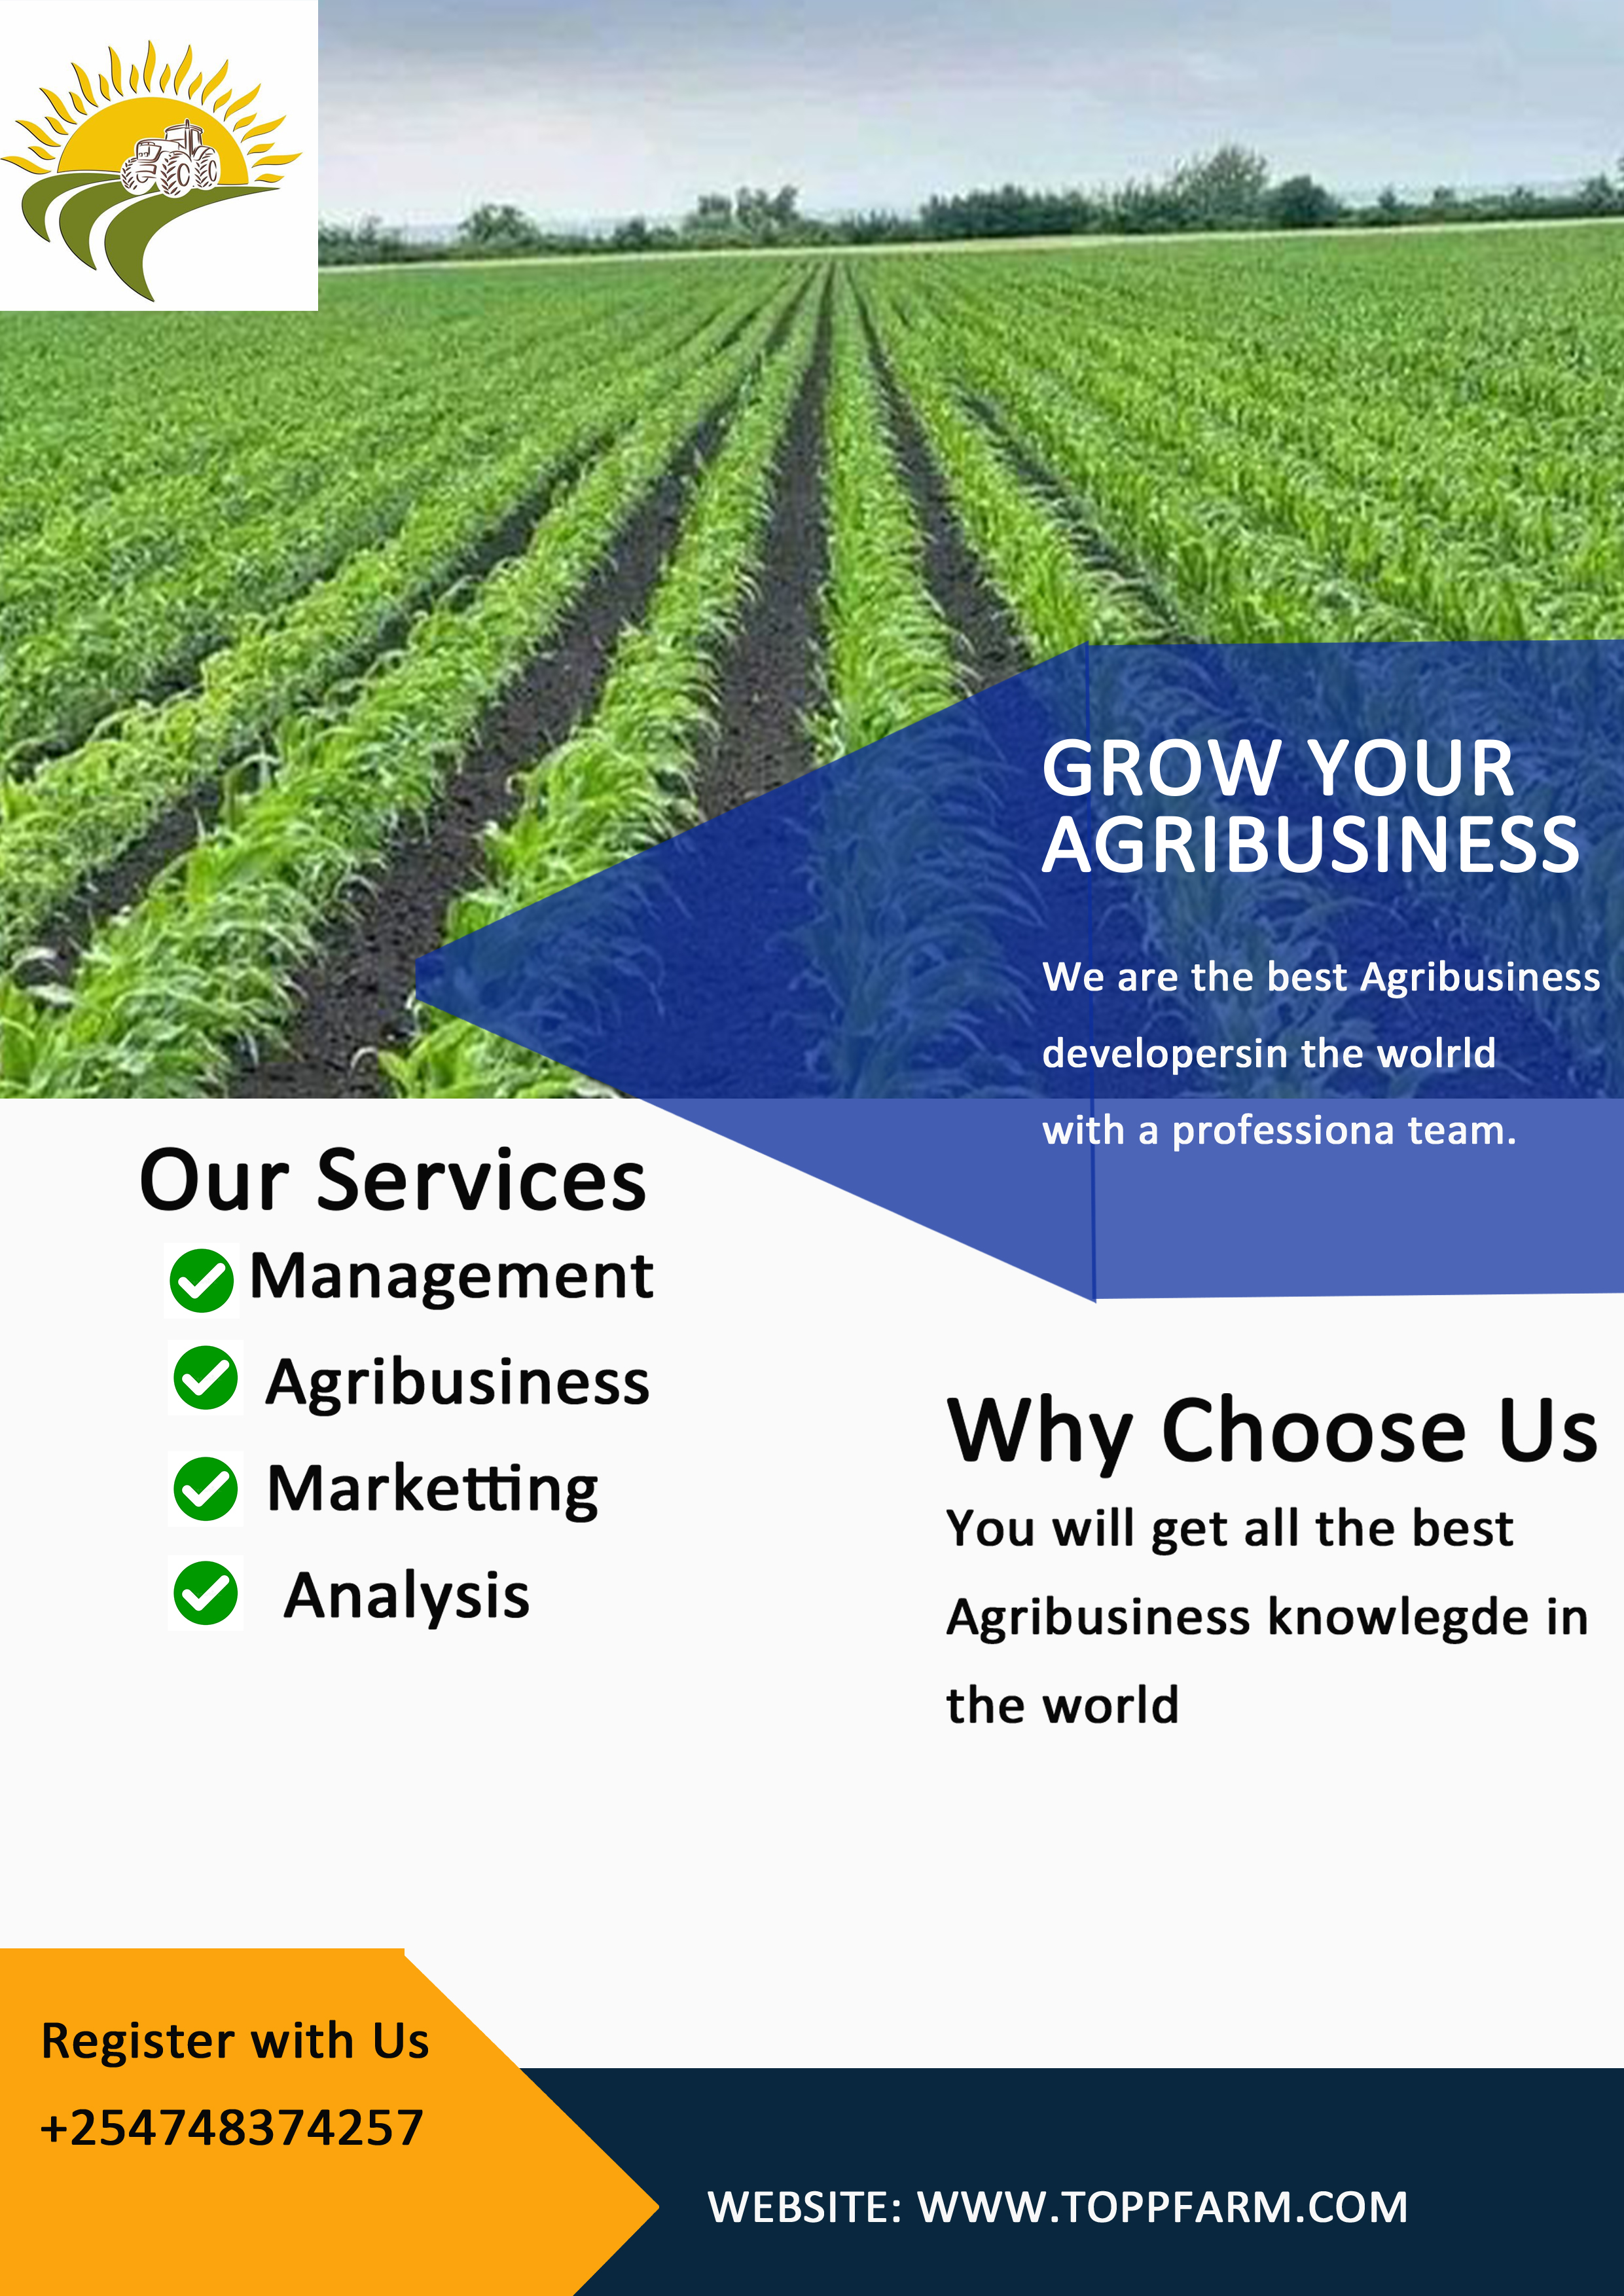 GROW YOUR
AGRIBUSINESS
We are the best Agribusiness
developersin the wolrld
with a professiona team.
Our Services
Management
Agribusiness
Marketting
Analysis
Why Choose Us
You will get all the best
Agribusiness knowlegde in
the world
Register with Us
+254748374257
WEBSITE: WWW.TOPPFARM.COM